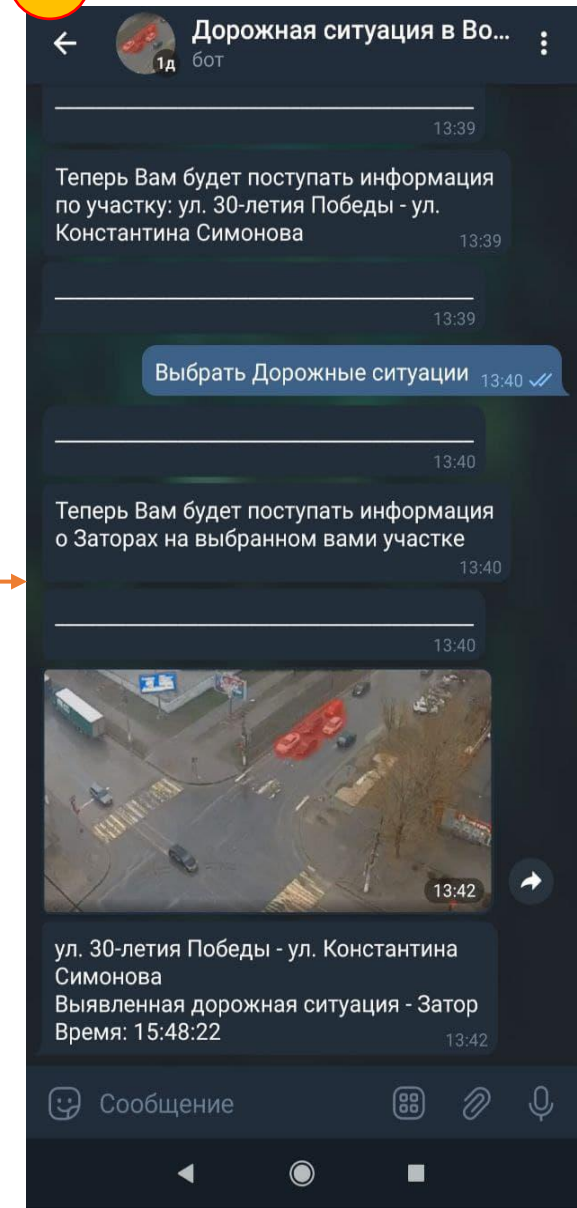 Дорожная ситуация в Во...
1д
бот
13:39
Теперь Вам будет поступать информация
по участку: ул. 30-летия Победы - ул.
Константина Симонова
13:39
13:39
Выбрать Дорожные ситуации 13:40
13:40
Теперь Вам будет поступать информация
о Заторах на выбранном вами участке
13:40
13:40
13:42
ул. 30-летия Победы - ул. Константина
Симонова
Выявленная дорожная ситуация - Затор
Время: 15:48:22
13:42
Сообщение